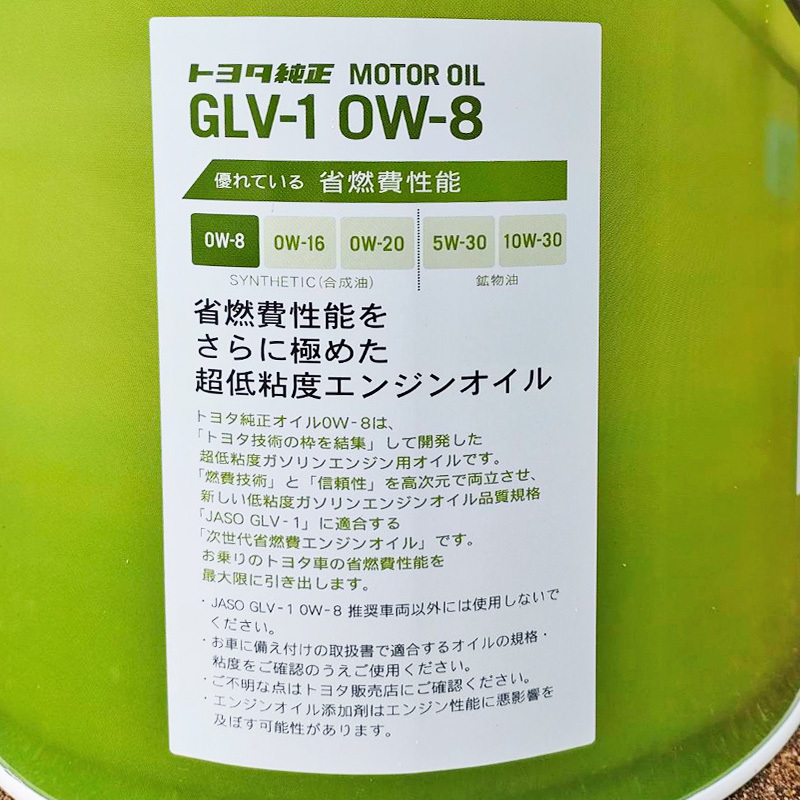 トヨタ純正 MOTOR OIL
GLV-1 0W-8
優れている 省燃費性能
0W-8 0W-16 0W-20 5W-30 10W-30
SYNTHETIC(合成油) 鉱物油
省燃費性能を
さらに極めた
超低粘度エンジンオイル
トヨタ純正オイル0W-8は、
「トヨタ技術の枠を結集」して開発した
超低粘度ガソリンエンジン用オイルです。
「燃費技術」と「信頼性」を高次元で両立させ、
新しい低粘度ガソリンエンジンオイル品質規格
「JASO GLV-1」に適合する
「次世代省燃費エンジンオイル」です。
お乗りのトヨタ車の省燃費性能を
最大限に引き出します。
・JASO GLV-1 0W-8 推奨車両以外には使用しないで
ください。
・お車に備え付けの取扱書で適合するオイルの規格・
粘度をご確認のうえご使用ください。
・ご不明な点はトヨタ販売店にご確認ください。
・エンジンオイル添加剤はエンジン性能に悪影響を
及ぼす可能性があります。